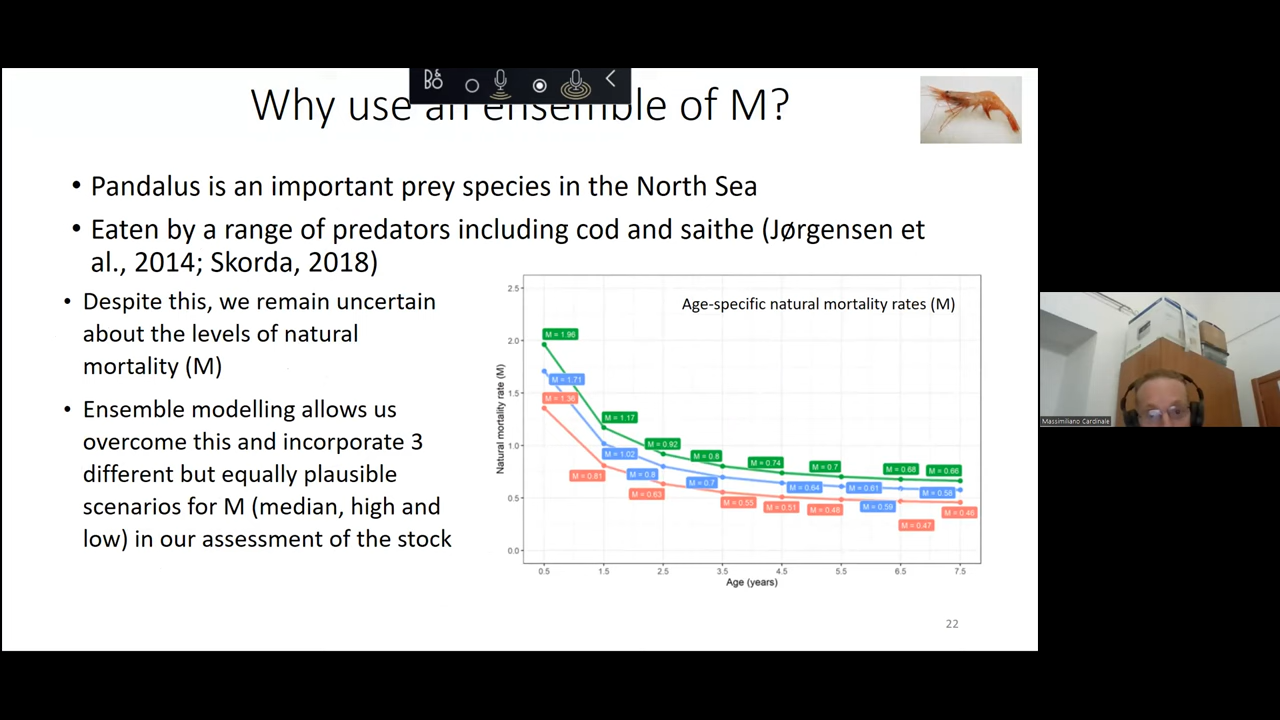 B&O
Why use an ensemble of M?
• Pandalus is an important prey species in the North Sea
• Eaten by a range of predators including cod and saithe (Jørgensen et
al., 2014; Skorda, 2018)
• Despite this, we remain uncertain
about the levels of natural
mortality (M)
• Ensemble modelling allows us
overcome this and incorporate 3
different but equally plausible
scenarios for M (median, high and
low) in our assessment of the stock
Age-specific natural mortality rates (M)
Natural mortality rate (M)
2.5
2.0
1.5
1.0
0.5
0.0
M = 1.96
M = 1.17
M = 0.92
M = 0.8
M = 0.74
M = 0.7
M = 0.68
M = 0.66
M = 1.71
M = 1.02
M = 0.8
M = 0.7
M = 0.64
M = 0.61
M = 0.59
M = 0.58
M = 1.36
M = 0.81
M = 0.63
M = 0.55
M = 0.51
M = 0.48
M = 0.47
M = 0.46
0.5 1.5 2.5 3.5 4.5 5.5 6.5 7.5
Age (years)
22
Massimiliano Cardinale